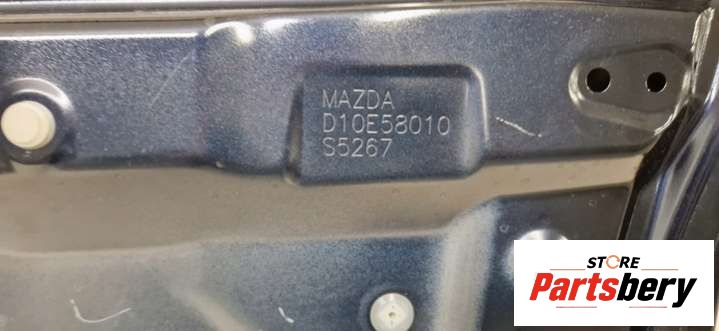 MAZDA
D10E58010
S5267
STORE
Partsbery